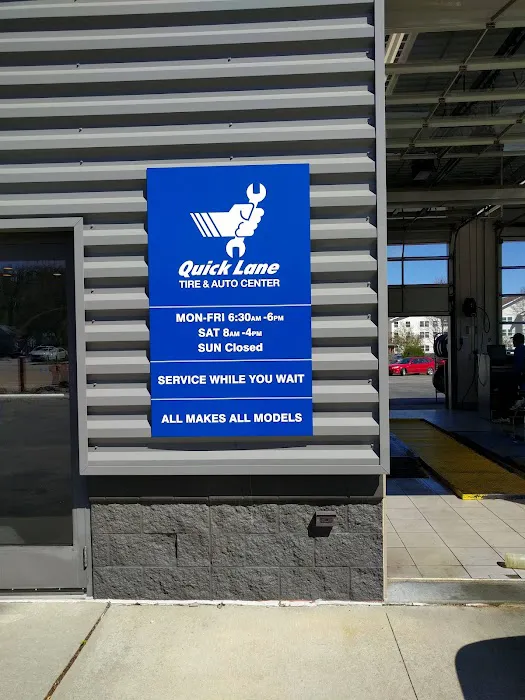 Quick Lane
TIRE & AUTO CENTER
MON-FRI 6:30AM -6PM
SAT 8AM -4PM
SUN Closed
SERVICE WHILE YOU WAIT
ALL MAKES ALL MODELS